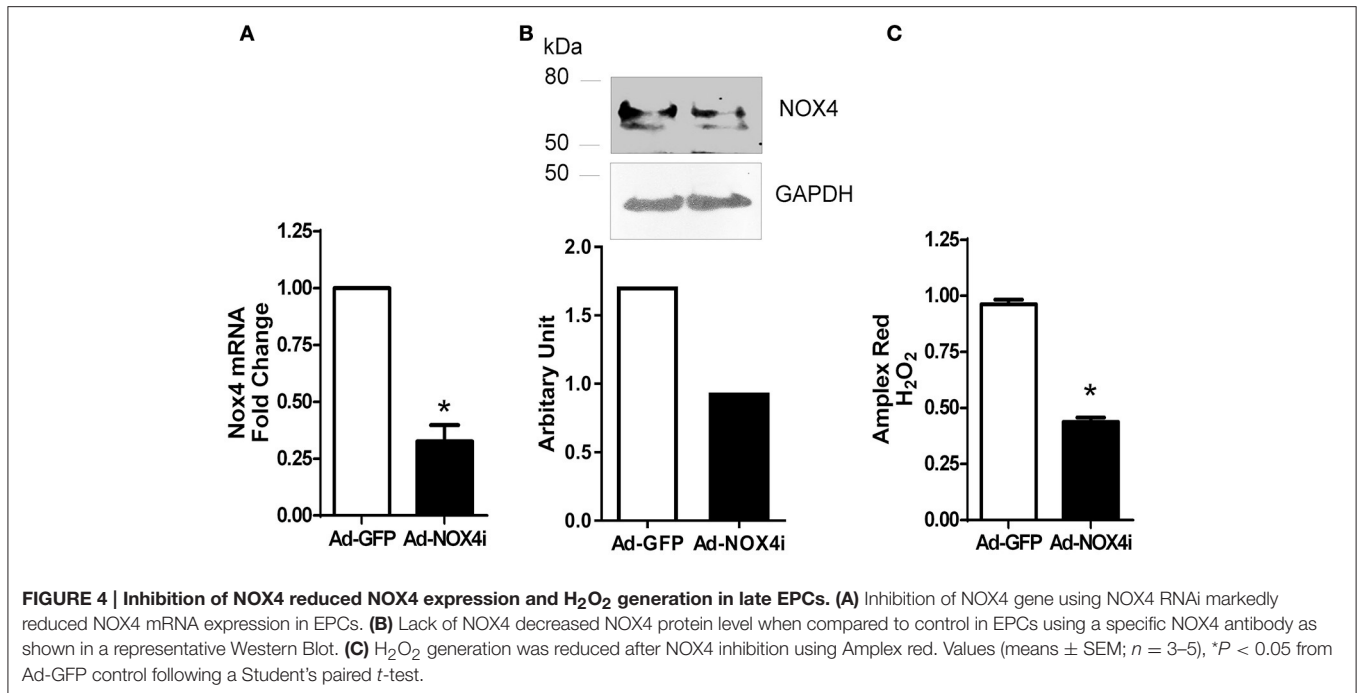 A
Nox4 mRNA
Fold Change
1.25
1.00
0.75
0.50
0.25
0.00
*
Ad-GFP Ad-NOX4i
B
kDa
80
50
50
NOX4
GAPDH
Arbitary Unit
2.0
1.5
1.0
0.5
0.0
Ad-GFP Ad-NOX4i
C
Amplex Red
H₂O₂
1.25
1.00
0.75
0.50
0.25
0.00
*
Ad-GFP Ad-NOX4i
FIGURE 4 | Inhibition of NOX4 reduced NOX4 expression and H₂O₂ generation in late EPCs. (A) Inhibition of NOX4 gene using NOX4 RNAi markedly
reduced NOX4 mRNA expression in EPCs. (B) Lack of NOX4 decreased NOX4 protein level when compared to control in EPCs using a specific NOX4 antibody as
shown in a representative Western Blot. (C) H₂O₂ generation was reduced after NOX4 inhibition using Amplex red. Values (means ± SEM; n = 3–5), *P < 0.05 from
Ad-GFP control following a Student's paired t-test.